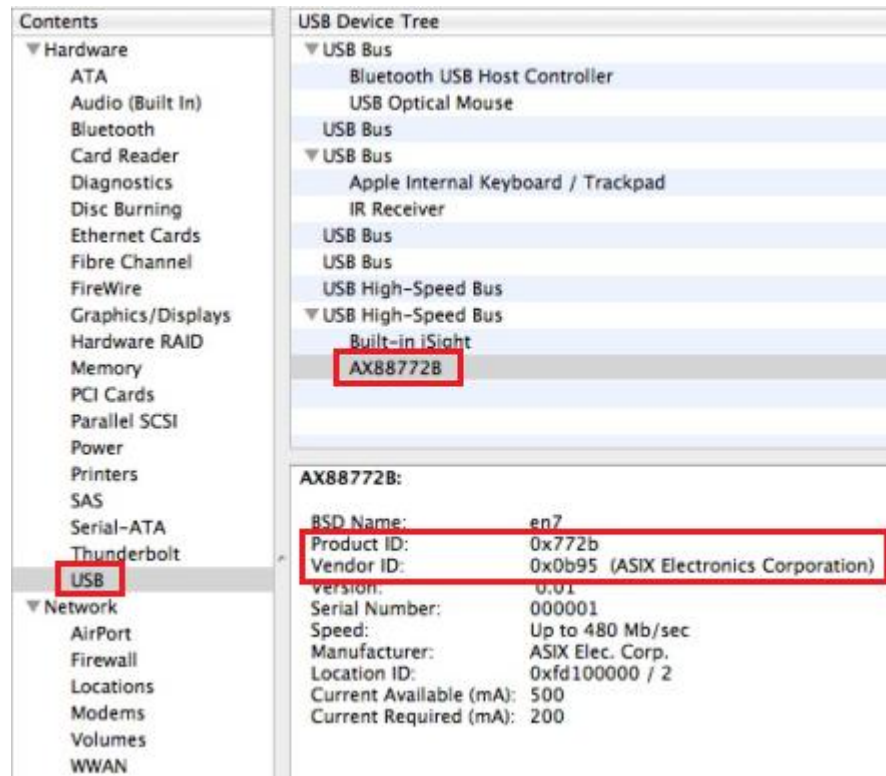 Contents
Hardware
ATA
Audio (Built In)
Bluetooth
Card Reader
Diagnostics
Disc Burning
Ethernet Cards
Fibre Channel
FireWire
Graphics/Displays
Hardware RAID
Memory
PCI Cards
Parallel SCSI
Power
Printers
SAS
Serial-ATA
Thunderbolt
USB
Network
AirPort
Firewall
Locations
Modems
Volumes
WWAN
USB Device Tree
USB Bus
Bluetooth USB Host Controller
USB Optical Mouse
USB Bus
USB Bus
Apple Internal Keyboard / Trackpad
IR Receiver
USB Bus
USB Bus
USB High-Speed Bus
USB High-Speed Bus
Built-in iSight
AX88772B
AX88772B:
BSD Name: en7
Product ID: 0x772b
Vendor ID: 0x0b95 (ASIX Electronics Corporation)
Version: 0.01
Serial Number: 000001
Speed: Up to 480 Mb/sec
Manufacturer: ASIX Elec. Corp.
Location ID: 0xfd100000 / 2
Current Available (mA): 500
Current Required (mA): 200